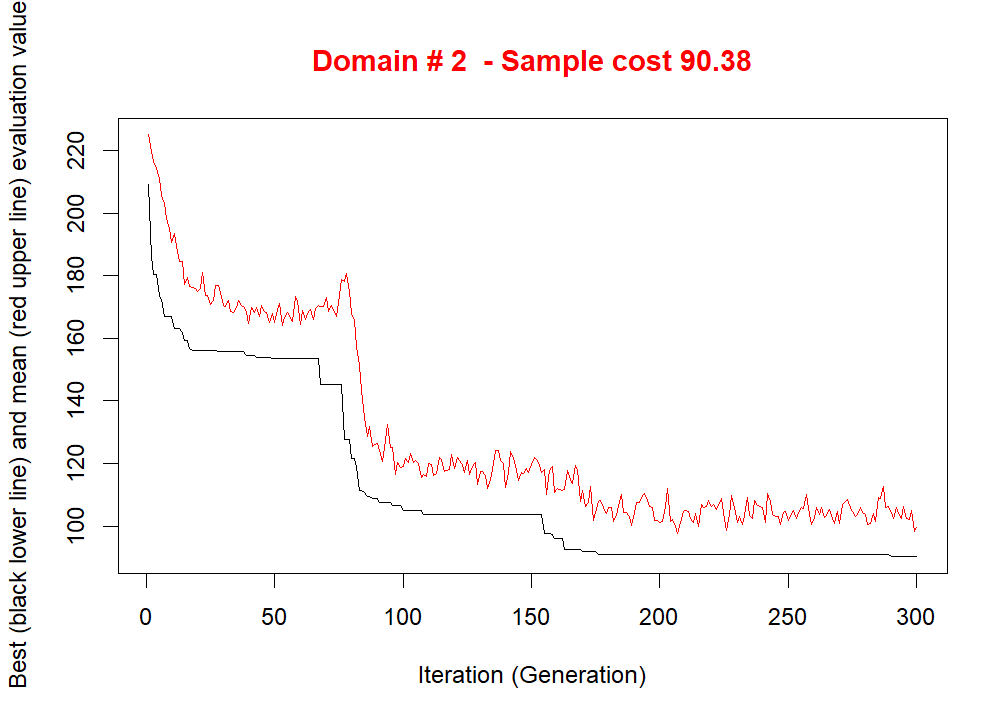 Domain # 2  - Sample cost 90.38
Best (black lower line) and mean (red upper line) evaluation value
220
200
180
160
140
120
100
0 50 100 150 200 250 300
Iteration (Generation)